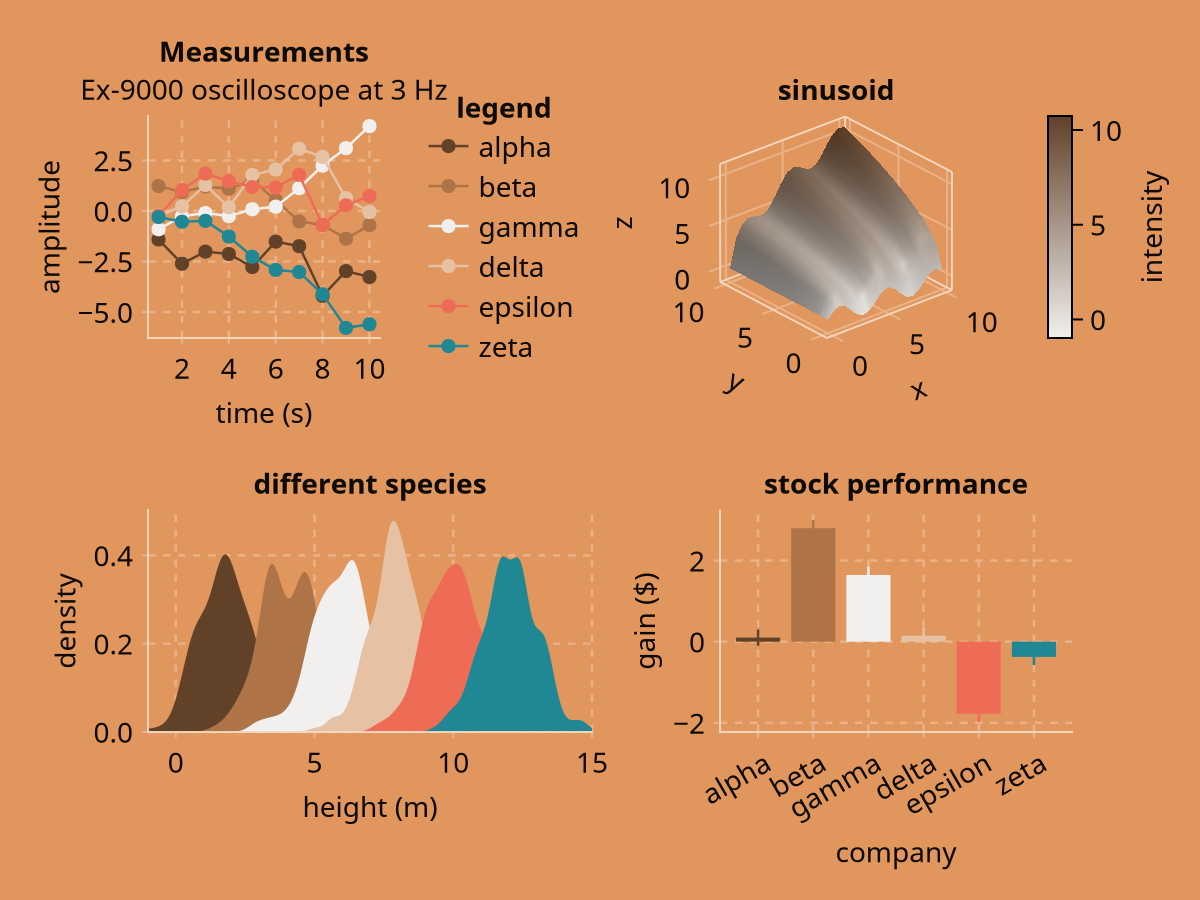 Measurements
Ex-9000 oscilloscope at 3 Hz
amplitude
2.5
0.0
−2.5
−5.0
2 4 6 8 10
time (s)
legend
alpha
beta
gamma
delta
epsilon
zeta
sinusoid
z
10
5
0
10
5
0
y
0
5
10
x
10
5
0
intensity
different species
density
0.4
0.2
0.0
0 5 10 15
height (m)
stock performance
gain ($)
2
0
−2
alpha
beta
gamma
delta
epsilon
zeta
company